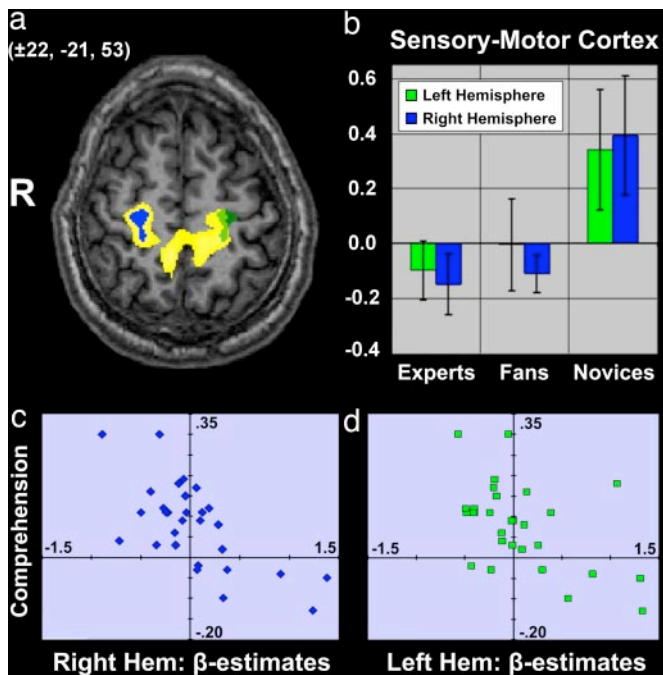 a
(±22, -21, 53)
R
b
Sensory-Motor Cortex
0.6
0.4
0.2
0.0
-0.2
-0.4
Left Hemisphere
Right Hemisphere
Experts Fans Novices
c
Comprehension
.35
-1.5
1.5
-.20
Right Hem: β-estimates
d
.35
-1.5
1.5
-.20
Left Hem: β-estimates